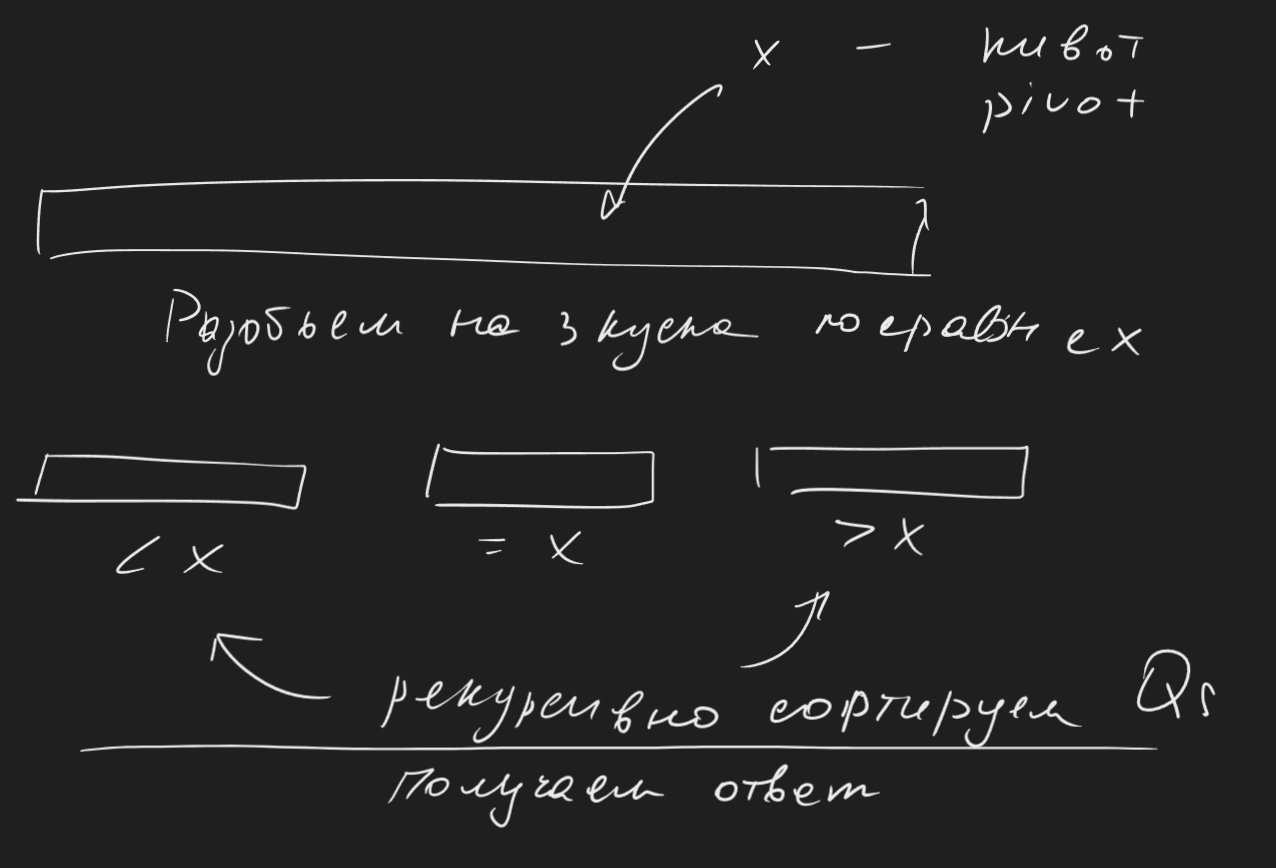 x - пивот
pivot
Разобьем на 3 куска по сравн с x
< x
= x
> x
рекурсивно сортируем Qs
Получаем ответ